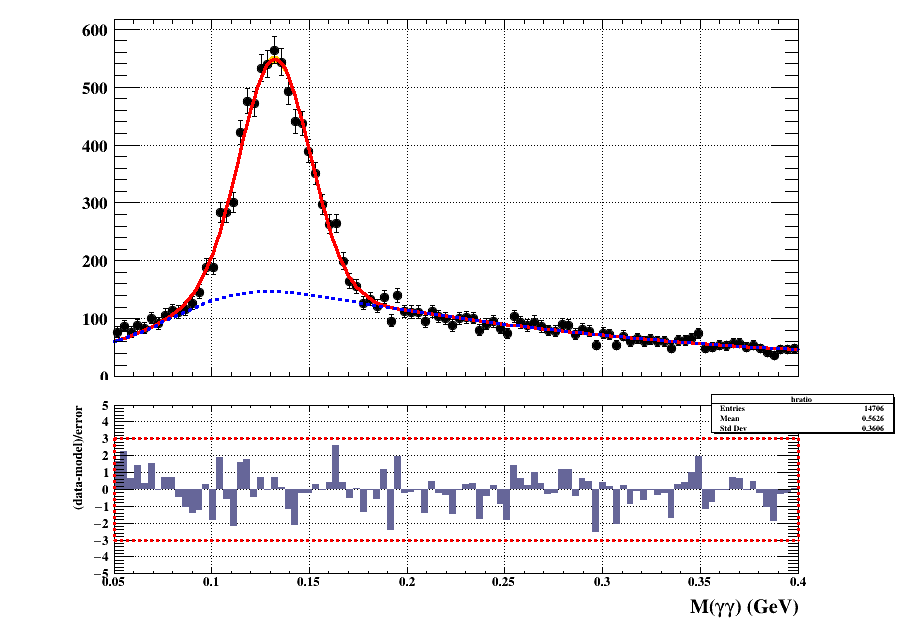 600
500
400
300
200
100
0
(data-model)/error
5
4
3
2
1
0
−1
−2
−3
−4
−5
hratio
Entries 14706
Mean 0.5626
Std Dev 0.3606
0.05 0.1 0.15 0.2 0.25 0.3 0.35 0.4
M(γγ) (GeV)